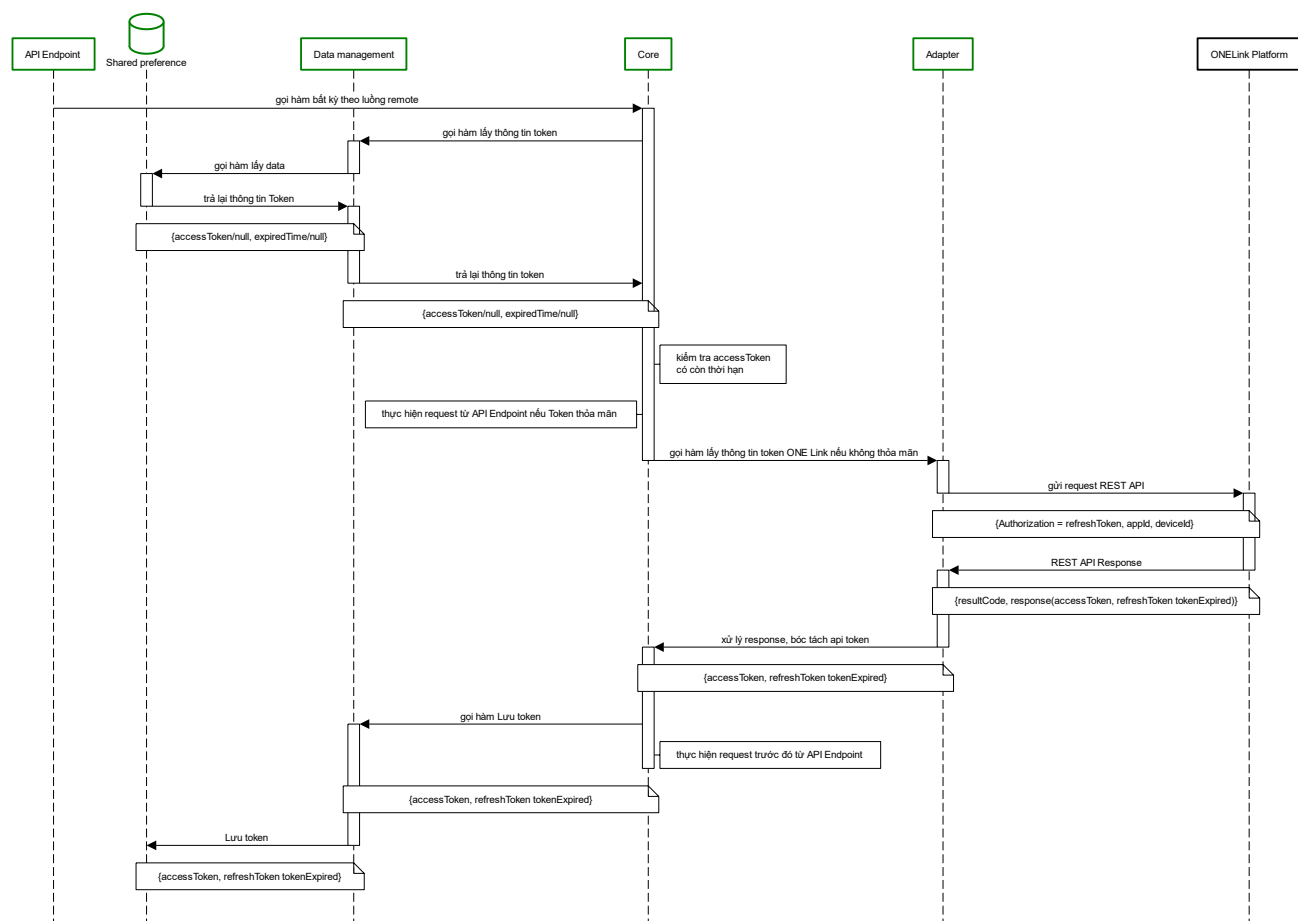 API Endpoint
Shared preference
Data management
Core
Adapter
ONELink Platform
gọi hàm bất kỳ theo luồng remote
gọi hàm lấy thông tin token
gọi hàm lấy data
trả lại thông tin Token
{accessToken/null, expiredTime/null}
trả lại thông tin token
{accessToken/null, expiredTime/null}
kiểm tra accessToken
có còn thời hạn
thực hiện request từ API Endpoint nếu Token thỏa mãn
gọi hàm lấy thông tin token ONE Link nếu không thỏa mãn
gửi request REST API
{Authorization = refreshToken, appId, deviceId}
REST API Response
{resultCode, response(accessToken, refreshToken tokenExpired)}
xử lý response, bóc tách api token
{accessToken, refreshToken tokenExpired}
gọi hàm Lưu token
thực hiện request trước đó từ API Endpoint
{accessToken, refreshToken tokenExpired}
Lưu token
{accessToken, refreshToken tokenExpired}